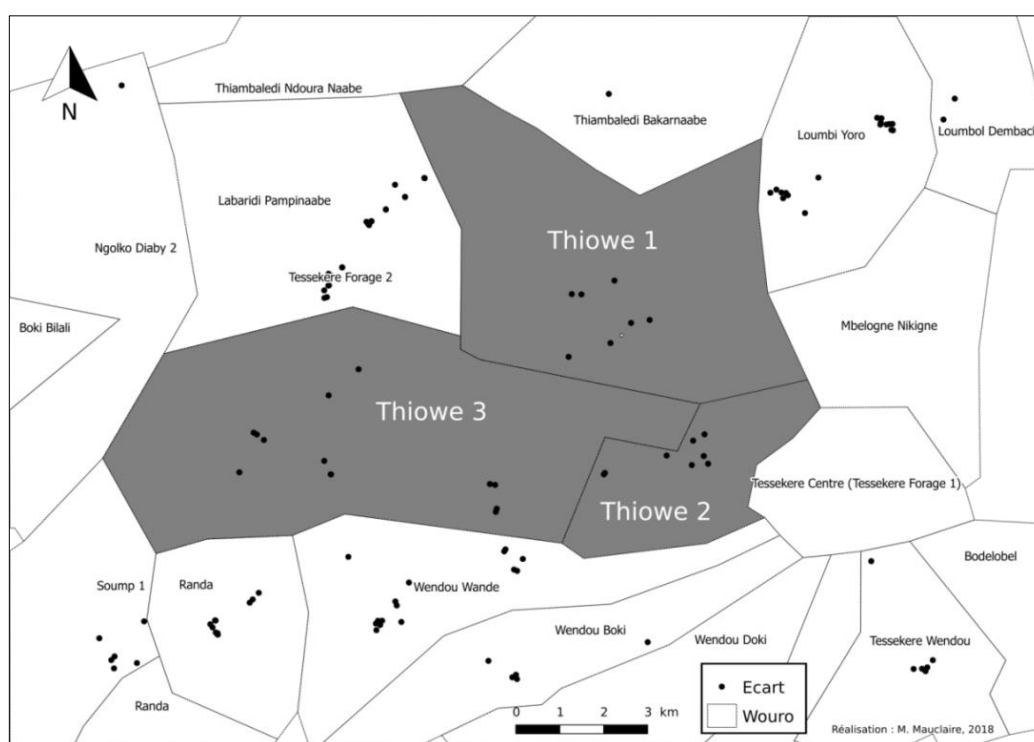 Thiambaledi Ndoura Naabe
N
Thiambaledi Bakarnaabe
Loumbi Yoro
Loumbol Demback
Labaridi Pampinaabe
Thiowe 1
Ngolko Diaby 2
Tessekere Forage 2
Boki Bilali
Mbelogne Nikigne
Thiowe 3
Tessekere Centre (Tessekere Forage 1)
Thiowe 2
Bodelobel
Soump 1
Randa
Wendou Wande
Wendou Boki
Wendou Doki
Tessekere Wendou
Randa
Ecart
Wouro
0 1 2 3 km
Réalisation : M. Mauclaire, 2018